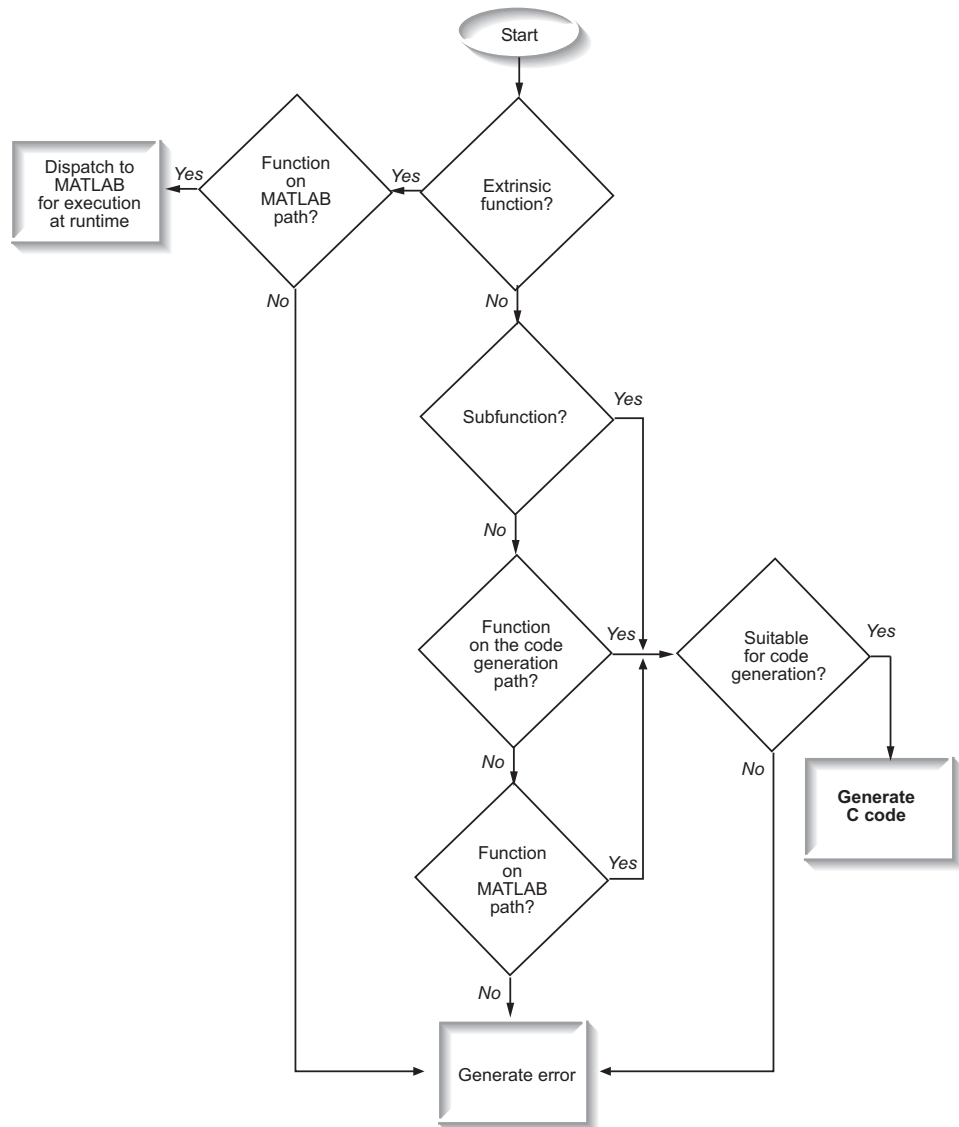 Start
Extrinsic
function?
Yes
Function
on
MATLAB
path?
Yes
Dispatch to
MATLAB
for execution
at runtime
No
No
Subfunction?
Yes
No
Function
on the code
generation
path?
Yes
Suitable
for code
generation?
Yes
No
No
Generate
C code
Function
on
MATLAB
path?
Yes
No
Generate error